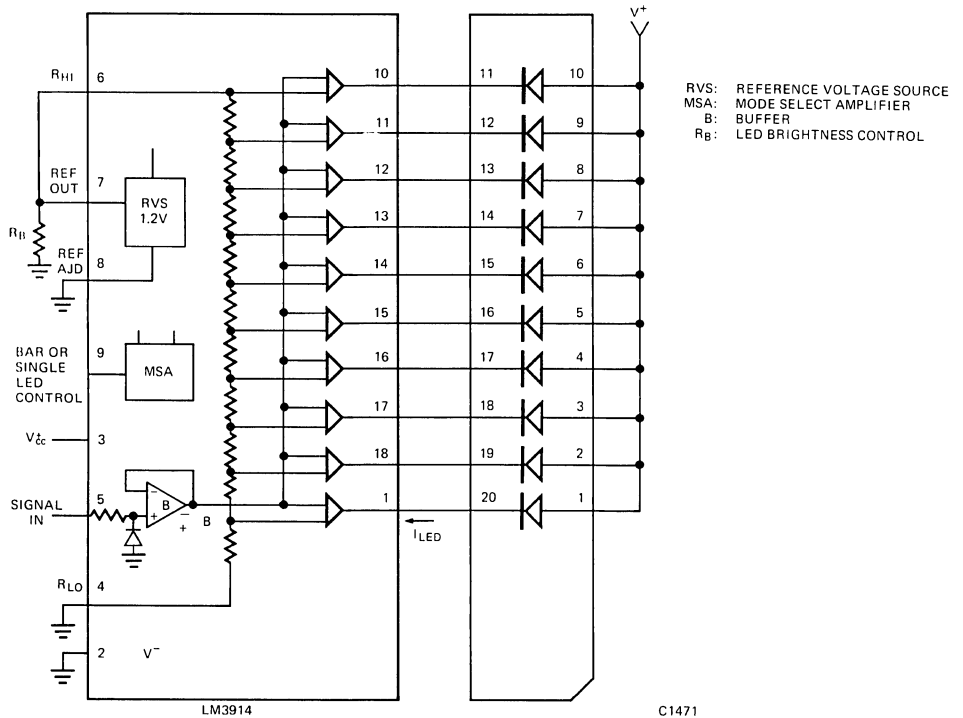 V+
RHI 6 10 11 10
11 12 9
12 13 8
REF OUT 7
RVS 1.2V
13 14 7
RB
REF AJD 8
14 15 6
15 16 5
BAR OR SINGLE LED CONTROL 9
MSA
16 17 4
17 18 3
V+cc 3
18 19 2
SIGNAL IN 5
− + B − + B
1 20 1
ILED
RLO 4
2 V−
LM3914
C1471
RVS: REFERENCE VOLTAGE SOURCE
MSA: MODE SELECT AMPLIFIER
B: BUFFER
RB: LED BRIGHTNESS CONTROL